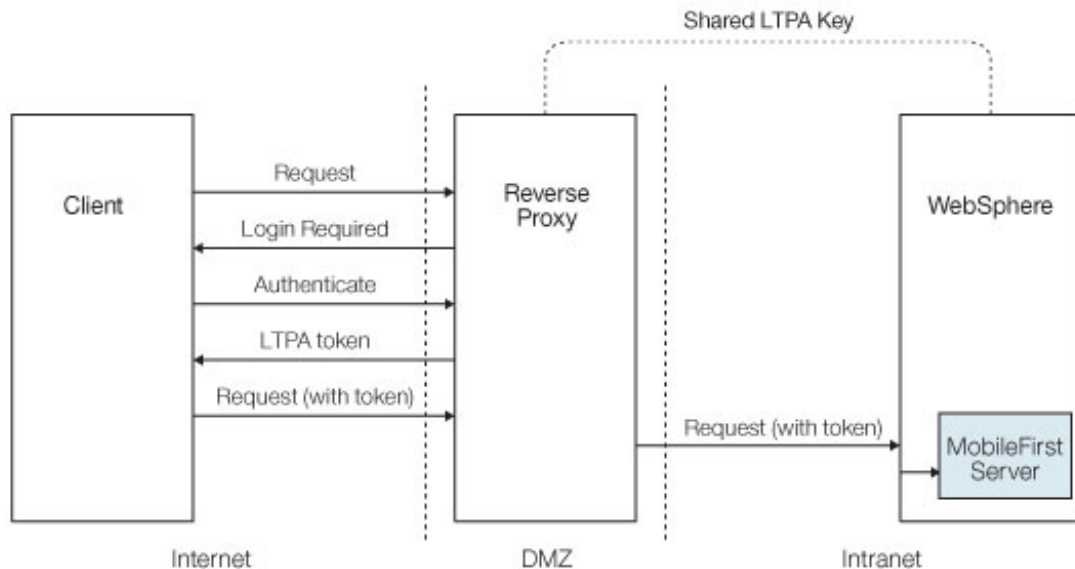 Shared LTPA Key
Client
Request
Login Required
Authenticate
LTPA token
Request (with token)
Reverse
Proxy
Request (with token)
WebSphere
MobileFirst
Server
Internet
DMZ
Intranet